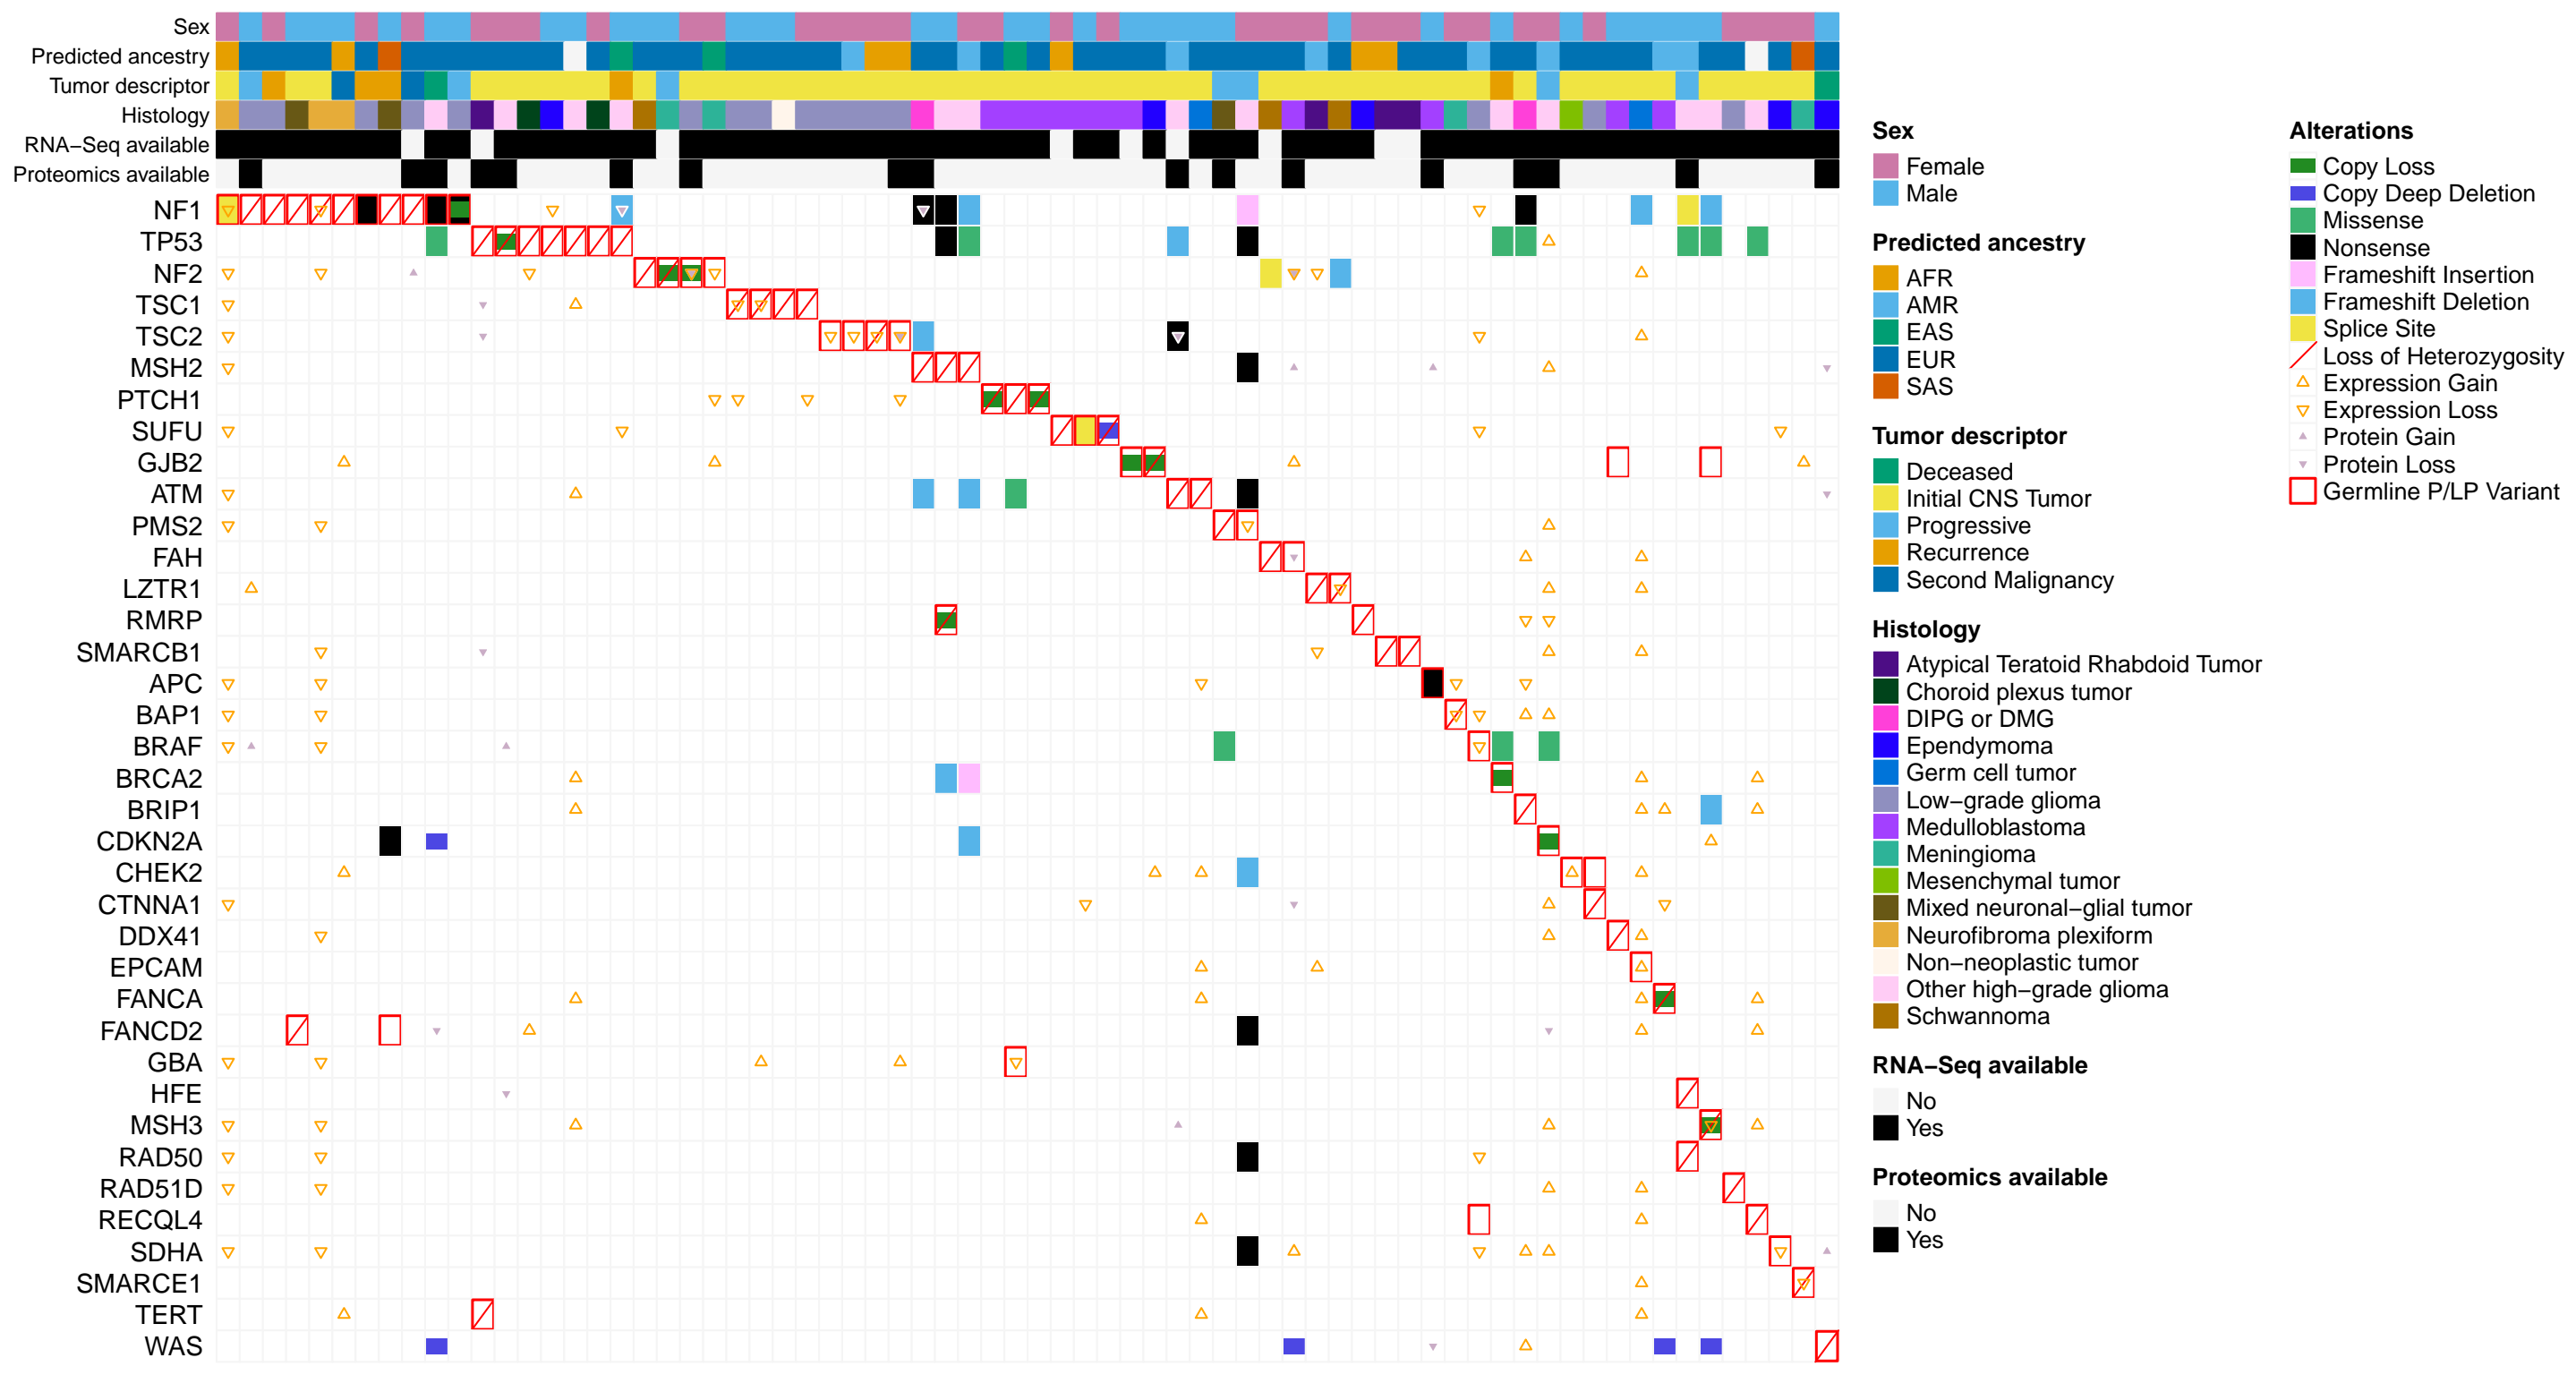 Sex
Predicted ancestry
Tumor descriptor
Histology
RNA−Seq available
Proteomics available
NF1
TP53
NF2
TSC1
TSC2
MSH2
PTCH1
SUFU
GJB2
ATM
PMS2
FAH
LZTR1
RMRP
SMARCB1
APC
BAP1
BRAF
BRCA2
BRIP1
CDKN2A
CHEK2
CTNNA1
DDX41
EPCAM
FANCA
FANCD2
GBA
HFE
MSH3
RAD50
RAD51D
RECQL4
SDHA
SMARCE1
TERT
WAS
Sex
Female
Male
Predicted ancestry
AFR
AMR
EAS
EUR
SAS
Tumor descriptor
Deceased
Initial CNS Tumor
Progressive
Recurrence
Second Malignancy
Histology
Atypical Teratoid Rhabdoid Tumor
Choroid plexus tumor
DIPG or DMG
Ependymoma
Germ cell tumor
Low−grade glioma
Medulloblastoma
Meningioma
Mesenchymal tumor
Mixed neuronal−glial tumor
Neurofibroma plexiform
Non−neoplastic tumor
Other high−grade glioma
Schwannoma
RNA−Seq available
No
Yes
Proteomics available
No
Yes
Alterations
Copy Loss
Copy Deep Deletion
Missense
Nonsense
Frameshift Insertion
Frameshift Deletion
Splice Site
Loss of Heterozygosity
Expression Gain
Expression Loss
Protein Gain
Protein Loss
Germline P/LP Variant